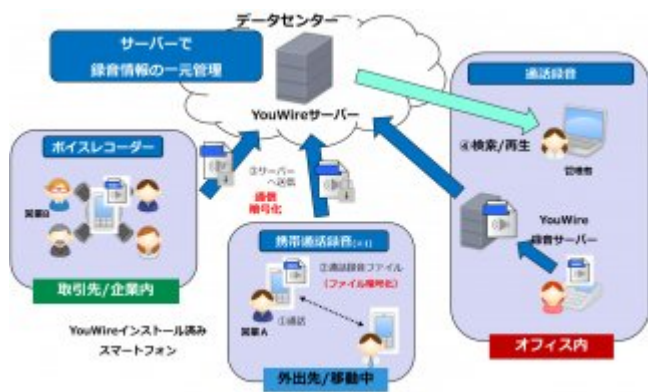 データセンター
サーバーで
録音情報の一元管理
YouWireサーバー
通話録音
④検索/再生
管理者
ボイスレコーダー
営業B
③サーバー
へ送信
通信
暗号化
YouWire
録音サーバー
携帯通話録音(※1)
②通話録音ファイル
(ファイル暗号化)
①通話
営業A
取引先/企業内
YouWireインストール済み
スマートフォン
外出先/移動中
オフィス内